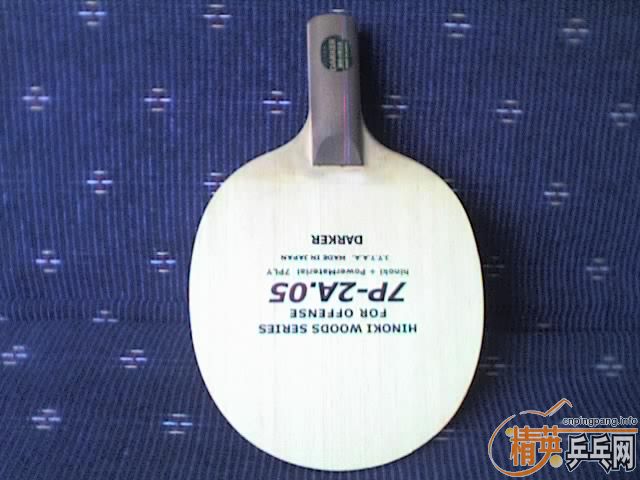 HINOKI WOODS SERIES
FOR OFFENSE
7P-2A.05
hinoki + PowerMaterial 7PLY
J.T.T.A.A. MADE IN JAPAN
DARKER
DARKER
cnpingpang.info
精英乒乓网